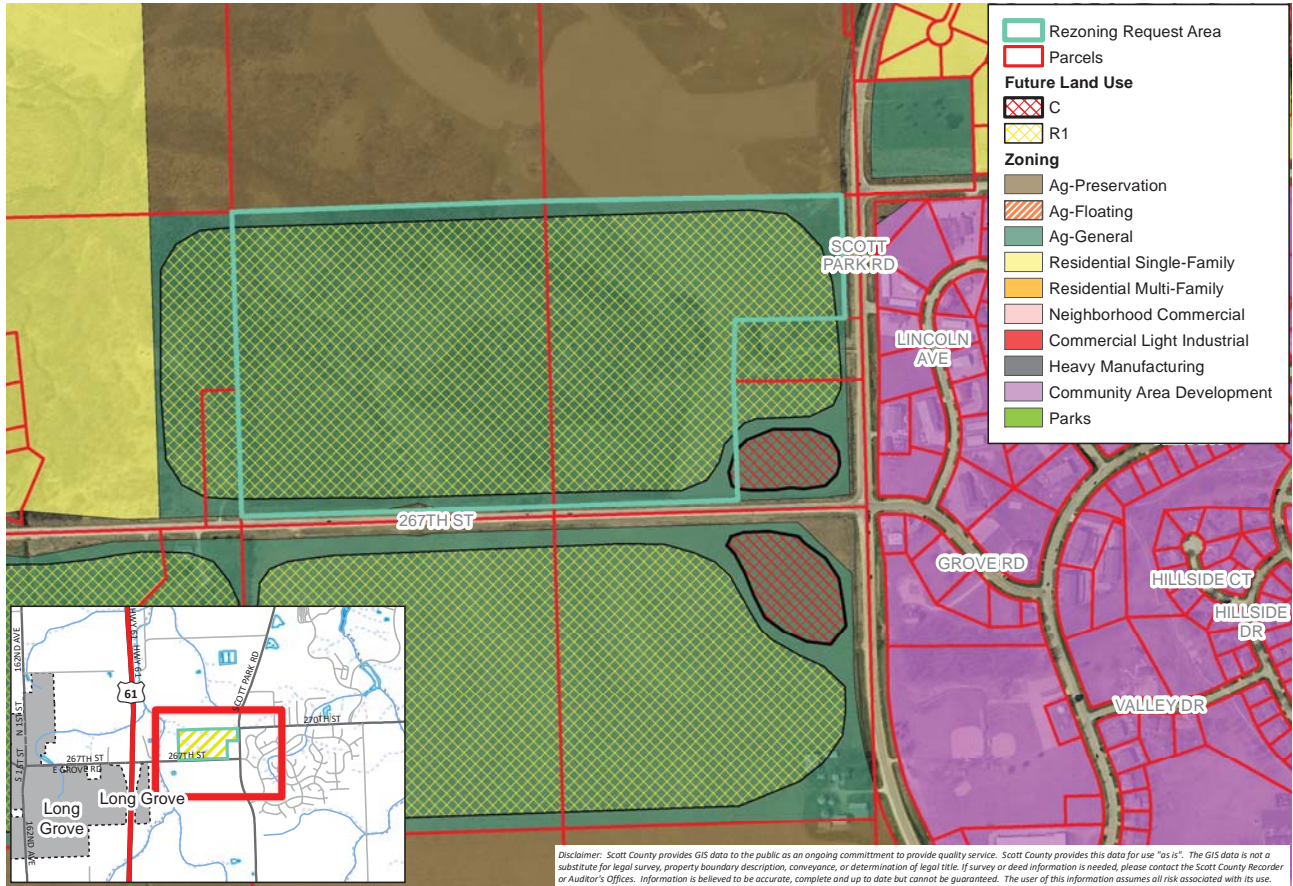 Rezoning Request Area
Parcels
Future Land Use
C
R1
Zoning
Ag-Preservation
Ag-Floating
Ag-General
Residential Single-Family
Residential Multi-Family
Neighborhood Commercial
Commercial Light Industrial
Heavy Manufacturing
Community Area Development
Parks
SCOTT
PARK RD
LINCOLN
AVE
267TH ST
GROVE RD
HILLSIDE CT
HILLSIDE
DR
VALLEY DR
162ND AVE
HWY 61
HWY 61
61
SCOTT PARK RD
N 1ST ST
270TH ST
267TH ST
267TH ST
S 1ST ST
E GROVE RD
Long Grove
Long
Grove
162ND AVE
Disclaimer: Scott County provides GIS data to the public as an ongoing committment to provide quality service. Scott County provides this data for use "as is". The GIS data is not a
substitute for legal survey, property boundary description, conveyance, or determination of legal title. If survey or deed information is needed, please contact the Scott County Recorder
or Auditor's Offices. Information is believed to be accurate, complete and up to date but cannot be guaranteed. The user of this information assumes all risk associated with its use.